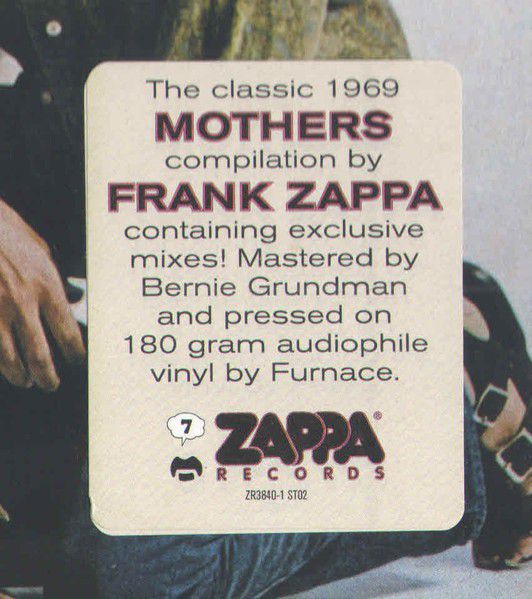 The classic 1969
MOTHERS
compilation by
FRANK ZAPPA
containing exclusive
mixes! Mastered by
Bernie Grundman
and pressed on
180 gram audiophile
vinyl by Furnace.
7
ZAPPA®
RECORDS
ZR3840-1 ST02